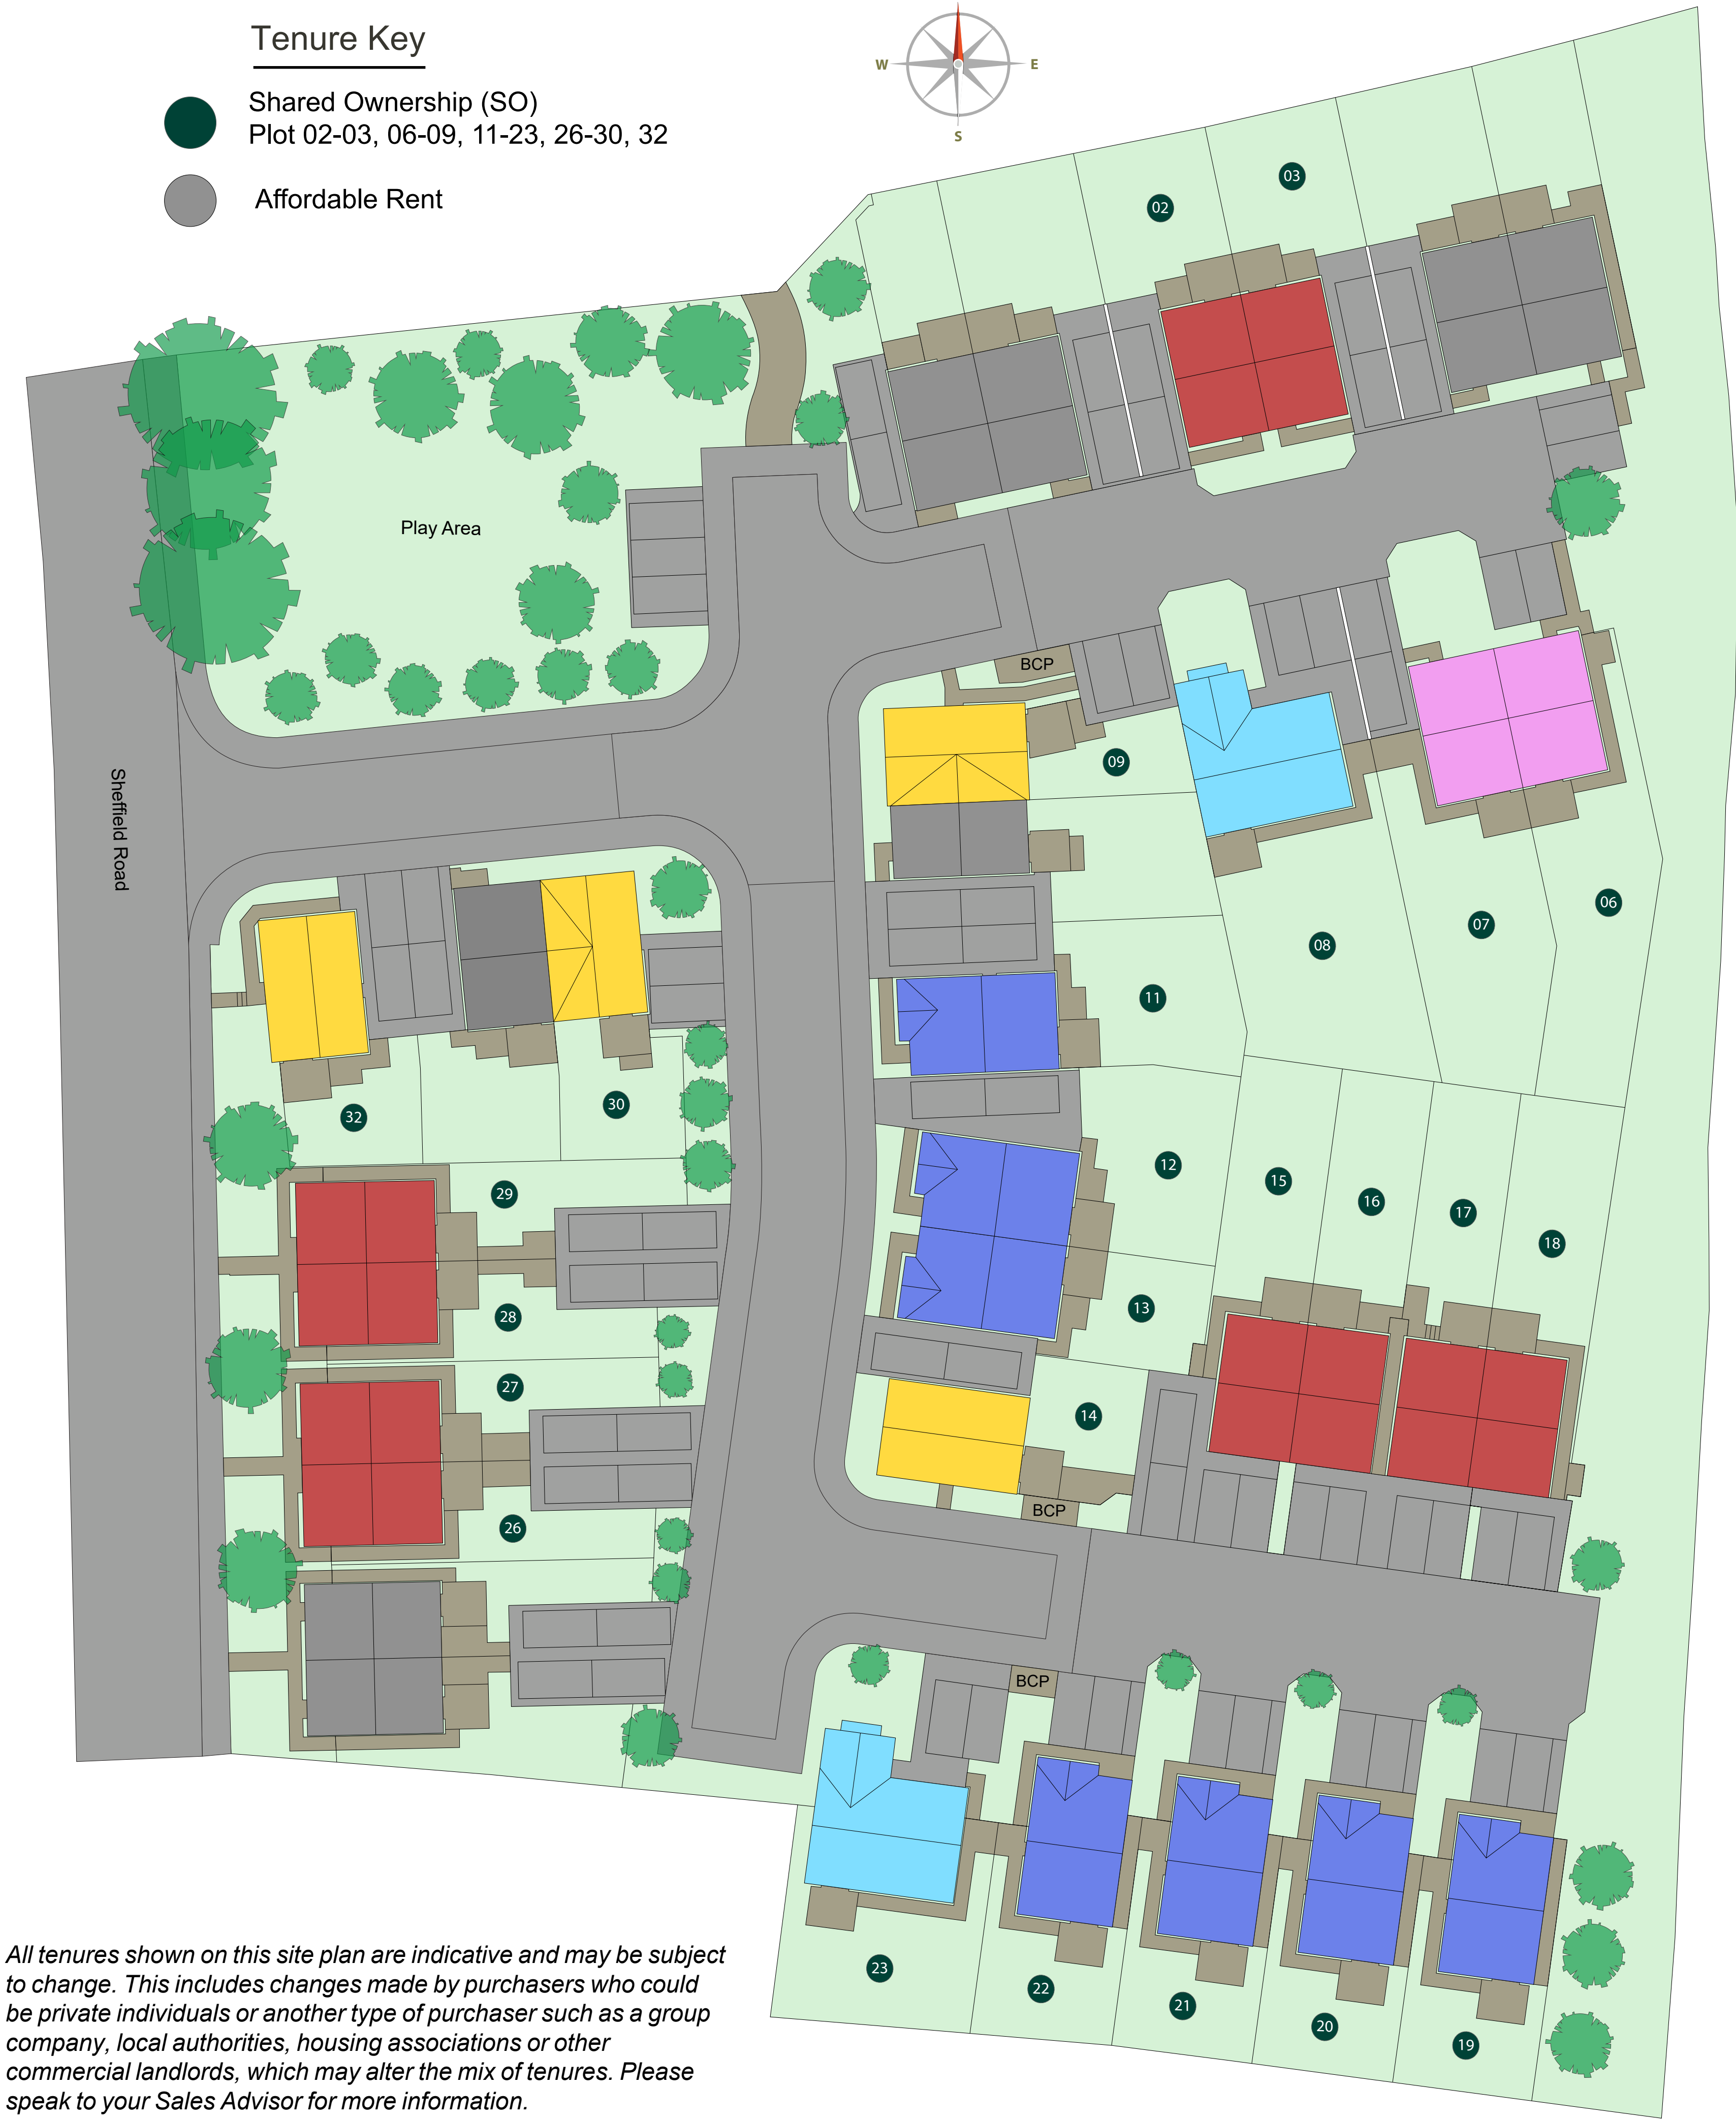 Tenure Key
Shared Ownership (SO)
Plot 02-03, 06-09, 11-23, 26-30, 32
Affordable Rent
W
E
S
03
02
Play Area
BCP
09
Sheffield Road
06
07
08
11
32
30
12
15
16
17
18
29
28
13
27
14
26
BCP
BCP
23
22
21
20
19
All tenures shown on this site plan are indicative and may be subject
to change. This includes changes made by purchasers who could
be private individuals or another type of purchaser such as a group
company, local authorities, housing associations or other
commercial landlords, which may alter the mix of tenures. Please
speak to your Sales Advisor for more information.